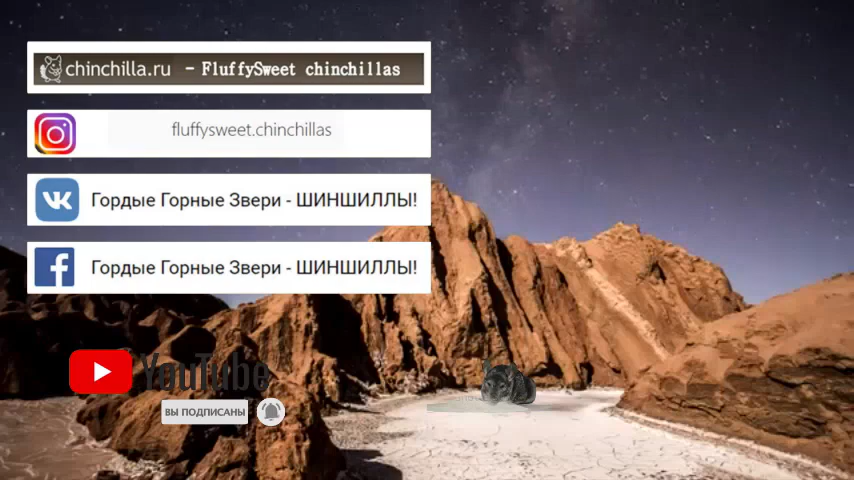 chinchilla.ru - FluffySweet chinchillas
fluffysweet.chinchillas
Гордые Горные Звери - ШИНШИЛЛЫ!
Гордые Горные Звери - ШИНШИЛЛЫ!
YouTube
ВЫ ПОДПИСАНЫ